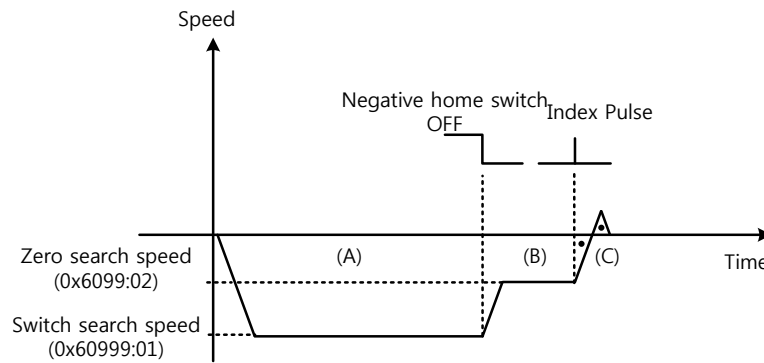 Speed
Negative home switch
OFF
Index Pulse
(A)
(B)
(C)
Time
Zero search speed
(0x6099:02)
Switch search speed
(0x60999:01)